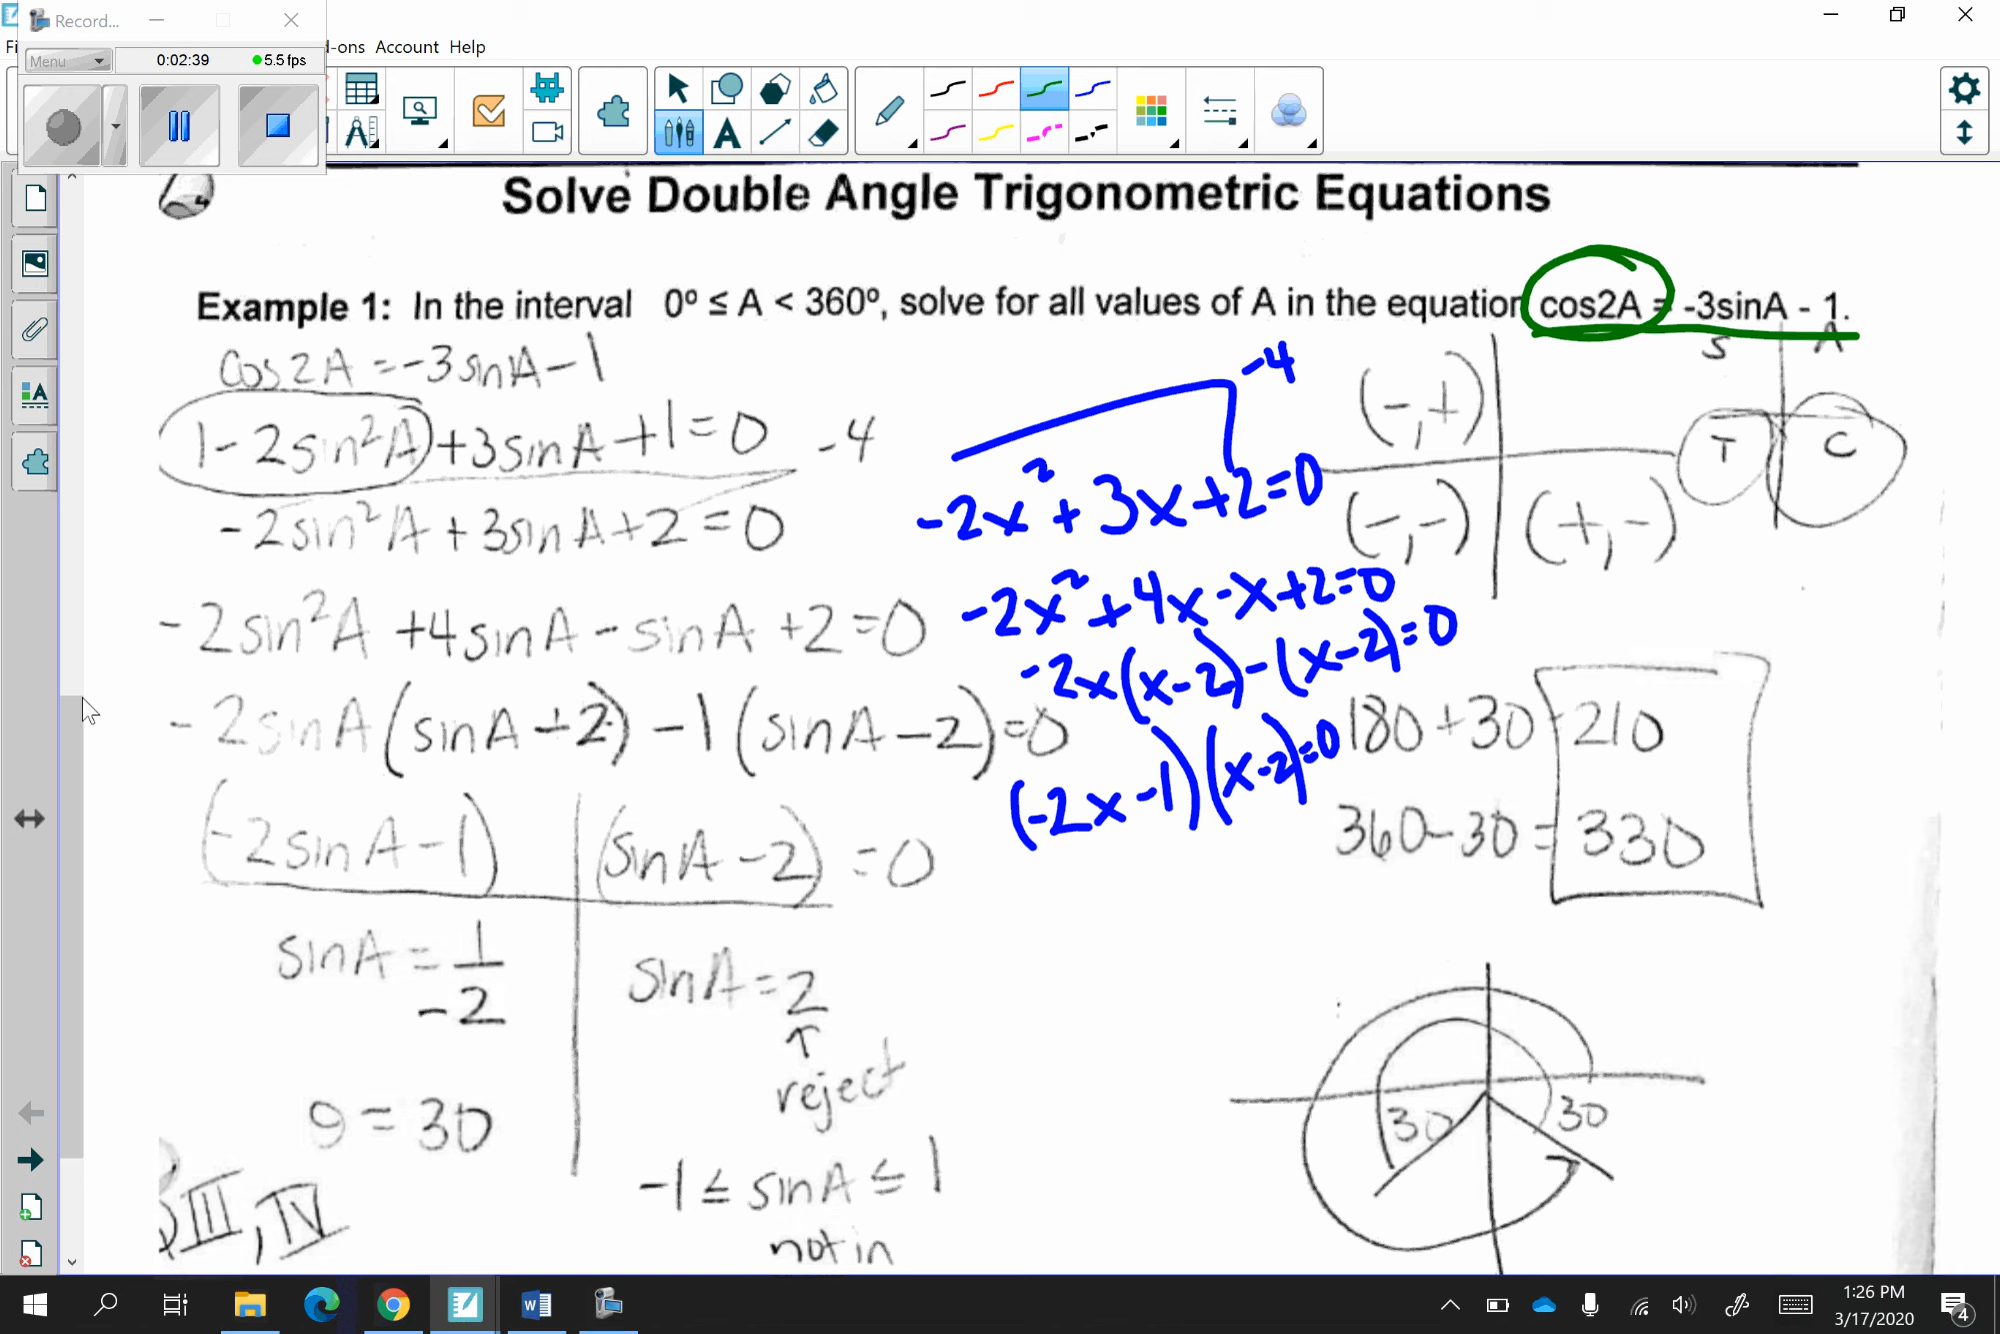 Record...
Menu
0:02:39
5.5 fps
d-ons Account Help
Solve Double Angle Trigonometric Equations
Example 1: In the interval 0º ≤ A < 360º, solve for all values of A in the equation cos2A = -3sinA - 1.
cos2A = -3sinA - 1
1 - 2sin²A + 3sinA + 1 = 0 -4
-2sin²A + 3sinA + 2 = 0
-2sin²A + 4sinA - sinA + 2 = 0
-2sinA (sinA + 2) - 1 (sinA - 2) = 0
(-2sinA - 1) (sinA - 2) = 0
sinA = 1/-2
sinA = 2
↑
reject
θ = 30
-1 ≤ sinA ≤ 1
not in
III, IV
-4
-2x² + 3x + 2 = 0
-2x² + 4x - x + 2 = 0
-2x(x-2) - (x-2) = 0
(-2x - 1)(x-2) = 0
(-,+)
(-,-) (+,-)
S A
T C
180 + 30 = 210
360 - 30 = 330
30 30
1:26 PM
3/17/2020
4